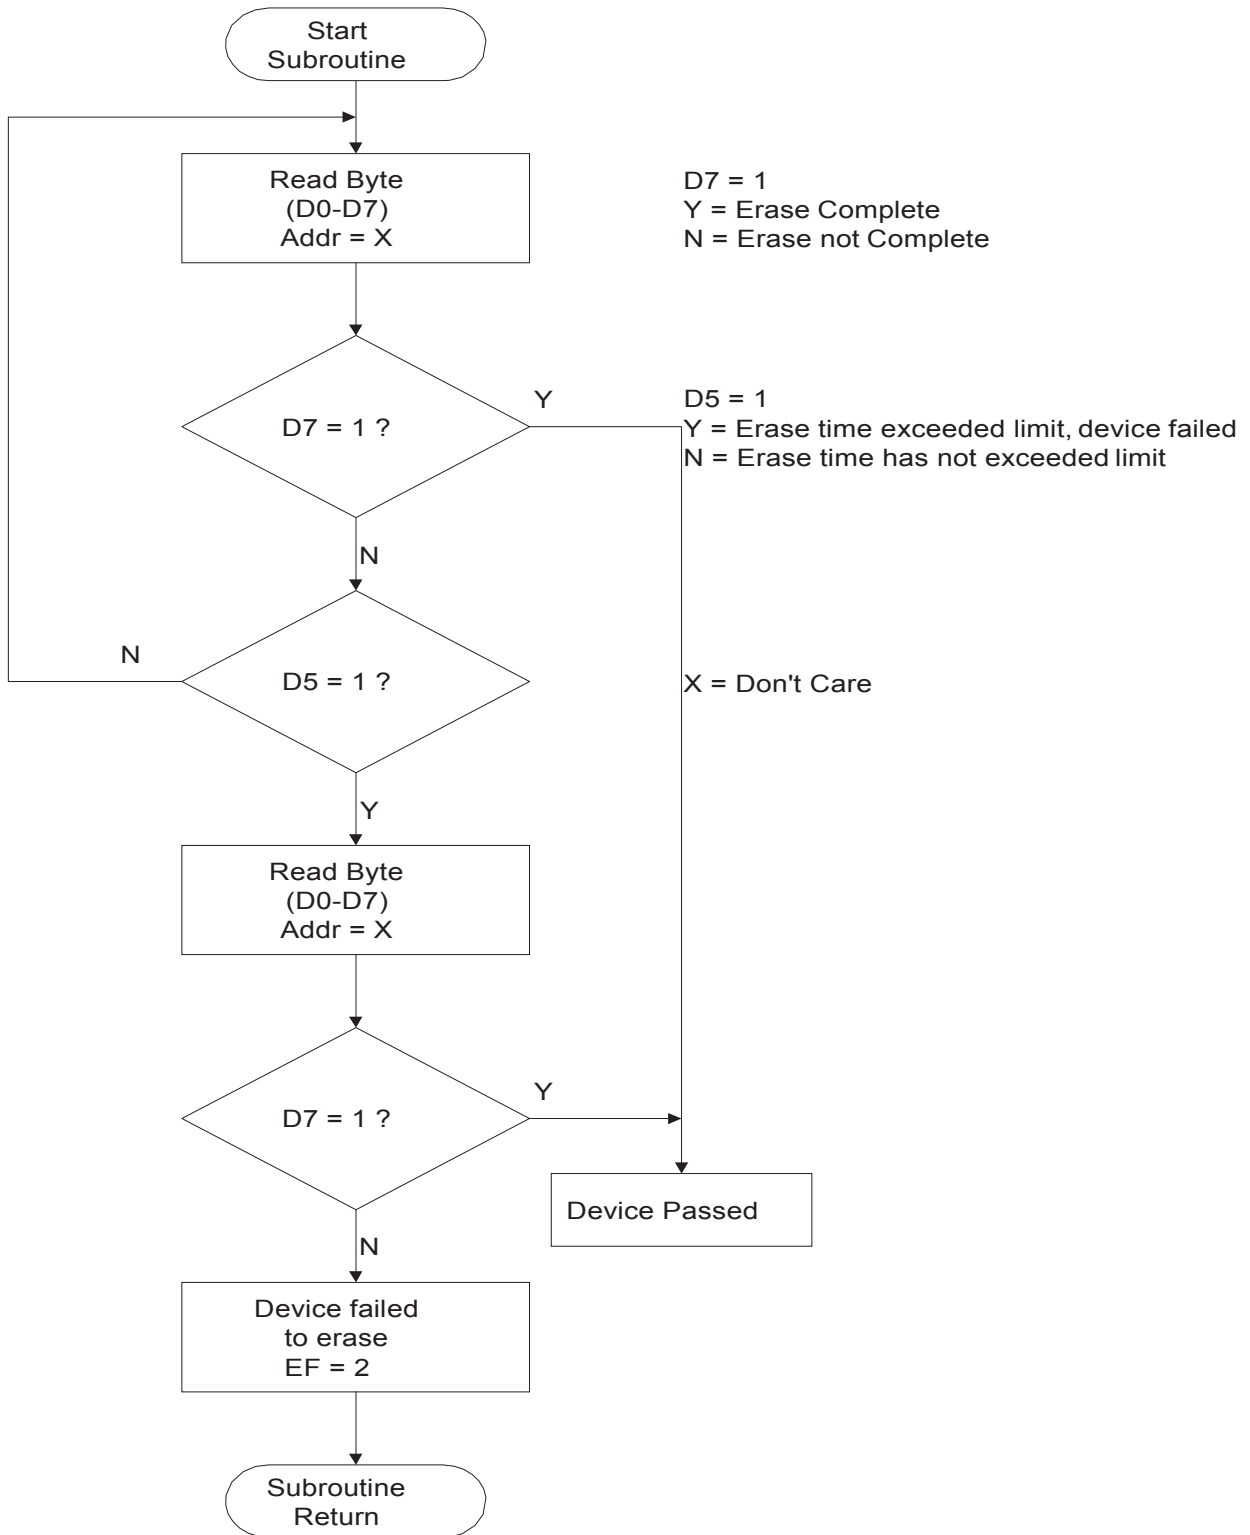 Start
Subroutine
Read Byte
(D0-D7)
Addr = X
D7 = 1
Y = Erase Complete
N = Erase not Complete
D7 = 1 ?
Y
D5 = 1
Y = Erase time exceeded limit, device failed
N = Erase time has not exceeded limit
N
N
D5 = 1 ?
X = Don't Care
Y
Read Byte
(D0-D7)
Addr = X
D7 = 1 ?
Y
Device Passed
N
Device failed
to erase
EF = 2
Subroutine
Return